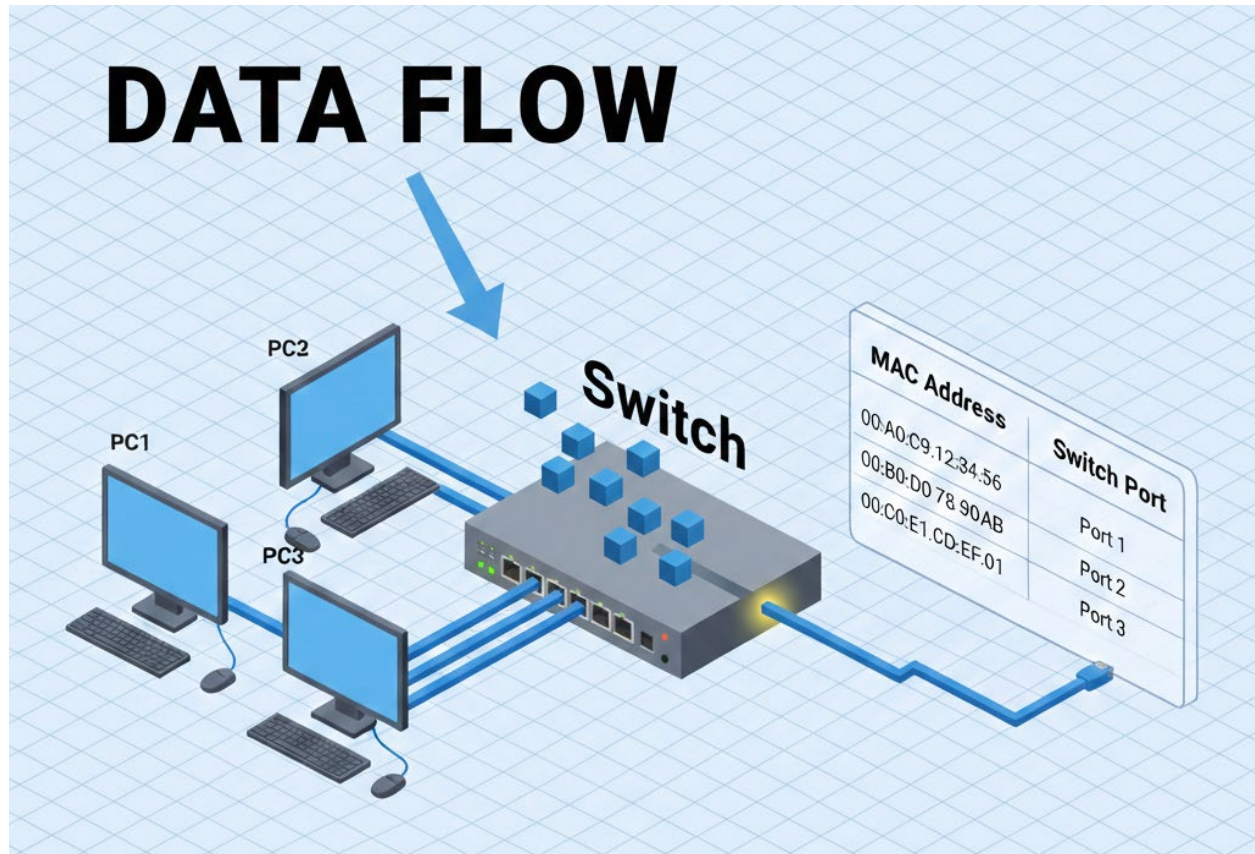 DATA FLOW
PC2
Switch
PC1
PC3
MAC Address
Switch Port
00:A0:C9.12:34:56
Port 1
00:B0:D0 78 90AB
Port 2
00:C0:E1.CD:EF.01
Port 3